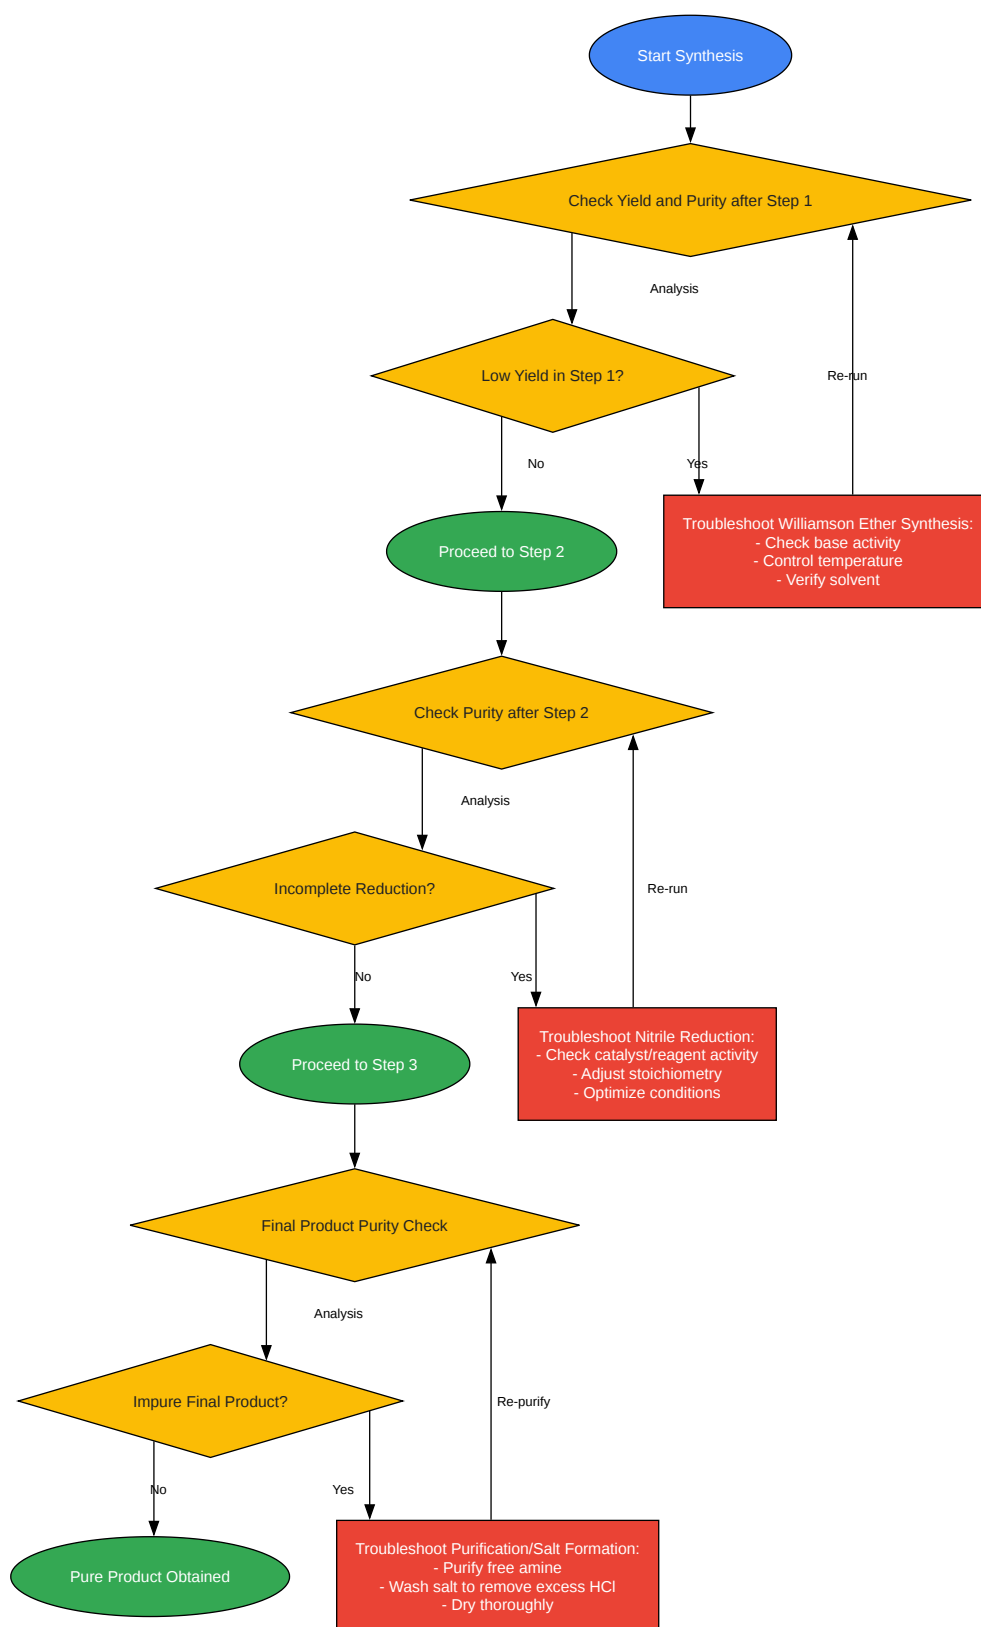 Start Synthesis
Check Yield and Purity after Step 1
Analysis
Low Yield in Step 1?
Re-run
No
Yes
Proceed to Step 2
Troubleshoot Williamson Ether Synthesis:
- Check base activity
- Control temperature
- Verify solvent
Check Purity after Step 2
Analysis
Incomplete Reduction?
Re-run
No
Yes
Proceed to Step 3
Troubleshoot Nitrile Reduction:
- Check catalyst/reagent activity
- Adjust stoichiometry
- Optimize conditions
Final Product Purity Check
Analysis
Impure Final Product?
Re-purify
No
Yes
Pure Product Obtained
Troubleshoot Purification/Salt Formation:
- Purify free amine
- Wash salt to remove excess HCl
- Dry thoroughly